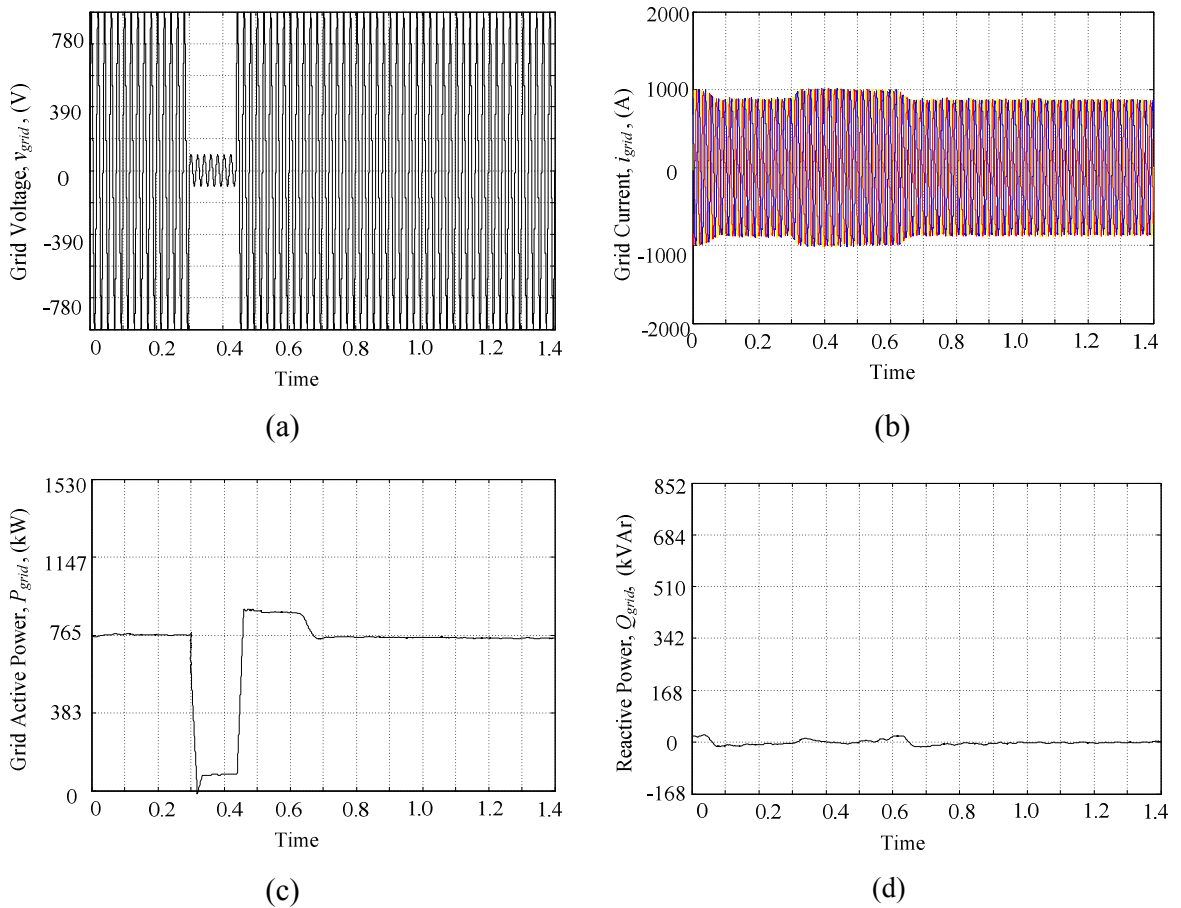 Grid Voltage, vgrid , (V)
780
390
0
-390
-780
0 0.2 0.4 0.6 0.8 1.0 1.2 1.4
Time
(a)
Grid Current, igrid , (A)
2000
1000
0
-1000
-2000
0 0.2 0.4 0.6 0.8 1.0 1.2 1.4
Time
(b)
Grid Active Power, Pgrid , (kW)
1530
1147
765
383
0
0 0.2 0.4 0.6 0.8 1.0 1.2 1.4
Time
(c)
Reactive Power, Qgrid, (kVAr)
852
684
510
342
168
0
-168
0 0.2 0.4 0.6 0.8 1.0 1.2 1.4
Time
(d)